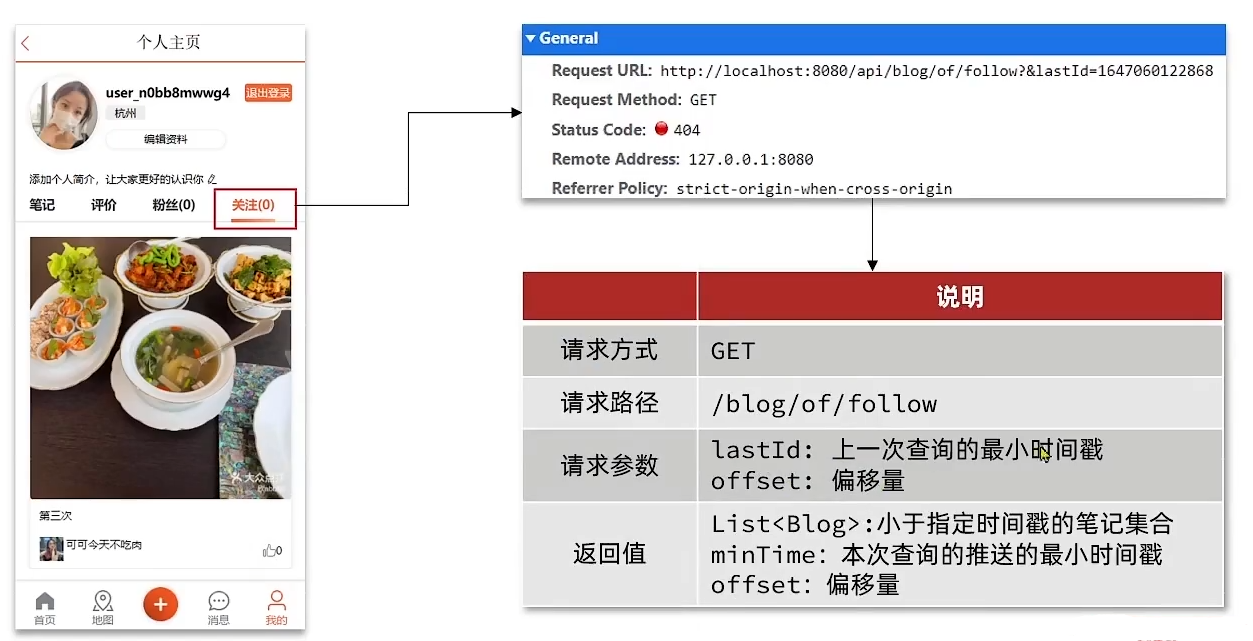 个人主页
user_n0bb8mwwg4
退出登录
杭州
编辑资料
添加个人简介，让大家更好的认识你
笔记 评价 粉丝(0) 关注(0)
第三次
可可今天不吃肉
0
首页 地图 消息 我的
General
Request URL: http://localhost:8080/api/blog/of/follow?&lastId=1647060122868
Request Method: GET
Status Code: 404
Remote Address: 127.0.0.1:8080
Referrer Policy: strict-origin-when-cross-origin
说明
请求方式 GET
请求路径 /blog/of/follow
请求参数 lastId: 上一次查询的最小时间戳
offset: 偏移量
返回值 List<Blog>:小于指定时间戳的笔记集合
minTime: 本次查询的推送的最小时间戳
offset: 偏移量